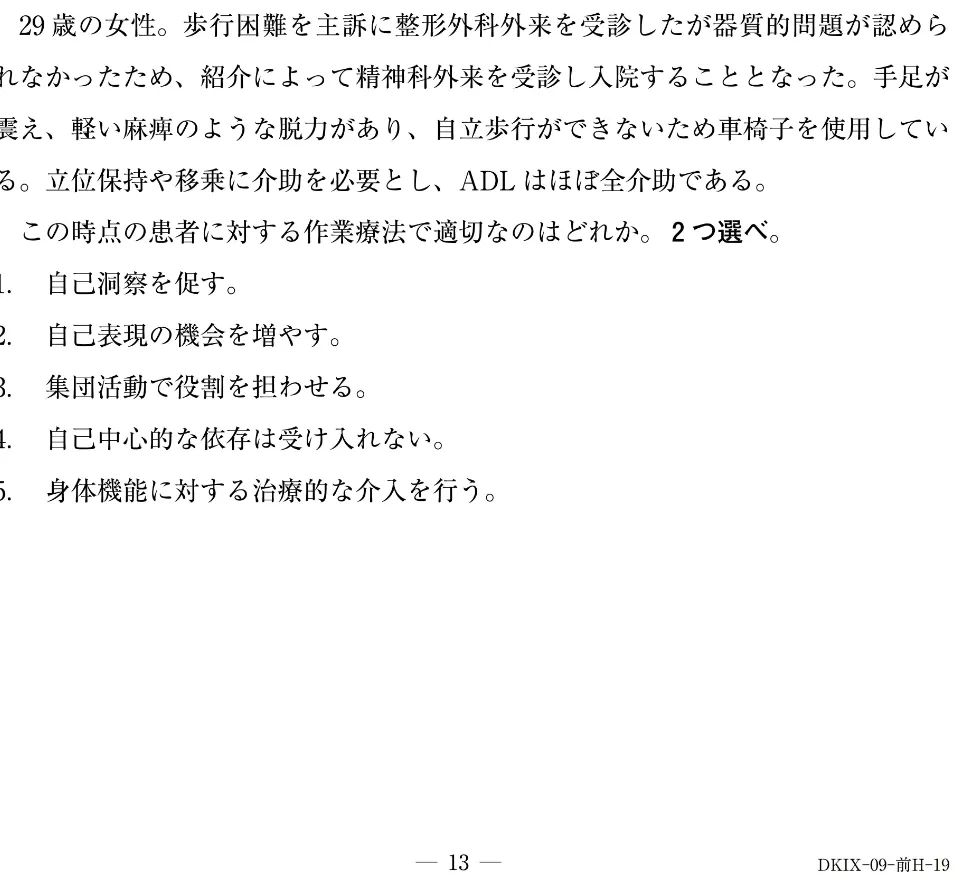 29 歳の女性。歩行困難を主訴に整形外科外来を受診したが器質的問題が認めら
れなかったため、紹介によって精神科外来を受診し入院することとなった。手足が
震え、軽い麻痺のような脱力があり、自立歩行ができないため車椅子を使用してい
る。立位保持や移乗に介助を必要とし、ADL はほぼ全介助である。
この時点の患者に対する作業療法で適切なのはどれか。2 つ選べ。
1. 自己洞察を促す。
2. 自己表現の機会を増やす。
3. 集団活動で役割を担わせる。
4. 自己中心的な依存は受け入れない。
5. 身体機能に対する治療的な介入を行う。
— 13 —
DKIX-09-前H-19